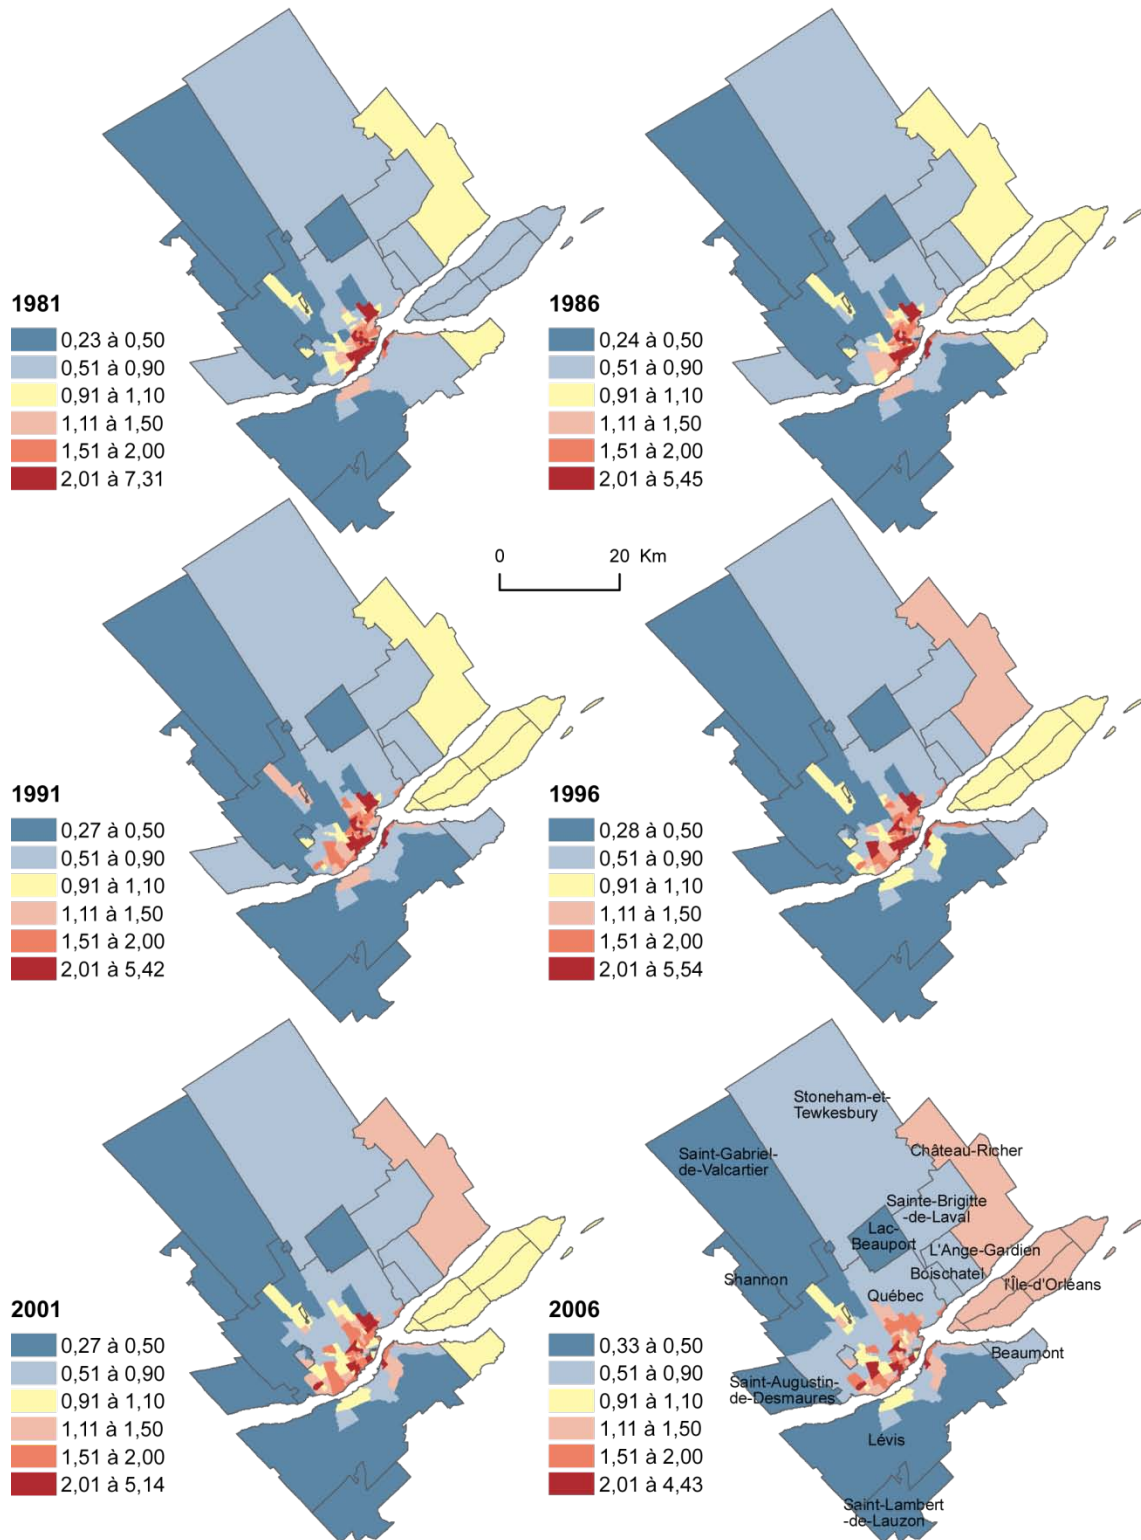 1981
0,23 à 0,50
0,51 à 0,90
0,91 à 1,10
1,11 à 1,50
1,51 à 2,00
2,01 à 7,31
1986
0,24 à 0,50
0,51 à 0,90
0,91 à 1,10
1,11 à 1,50
1,51 à 2,00
2,01 à 5,45
0 20 Km
1991
0,27 à 0,50
0,51 à 0,90
0,91 à 1,10
1,11 à 1,50
1,51 à 2,00
2,01 à 5,42
1996
0,28 à 0,50
0,51 à 0,90
0,91 à 1,10
1,11 à 1,50
1,51 à 2,00
2,01 à 5,54
2001
0,27 à 0,50
0,51 à 0,90
0,91 à 1,10
1,11 à 1,50
1,51 à 2,00
2,01 à 5,14
Stoneham-et-
Tewkesbury
Château-Richer
Saint-Gabriel-
de-Valcartier
Sainte-Brigitte
-de-Laval
Lac-
Beauport
L'Ange-Gardien
Boischatel
Shannon
l'Île-d'Orléans
Québec
2006
0,33 à 0,50
0,51 à 0,90
0,91 à 1,10
1,11 à 1,50
1,51 à 2,00
2,01 à 4,43
Beaumont
Saint-Augustin-
de-Desmaures
Lévis
Saint-Lambert
-de-Lauzon